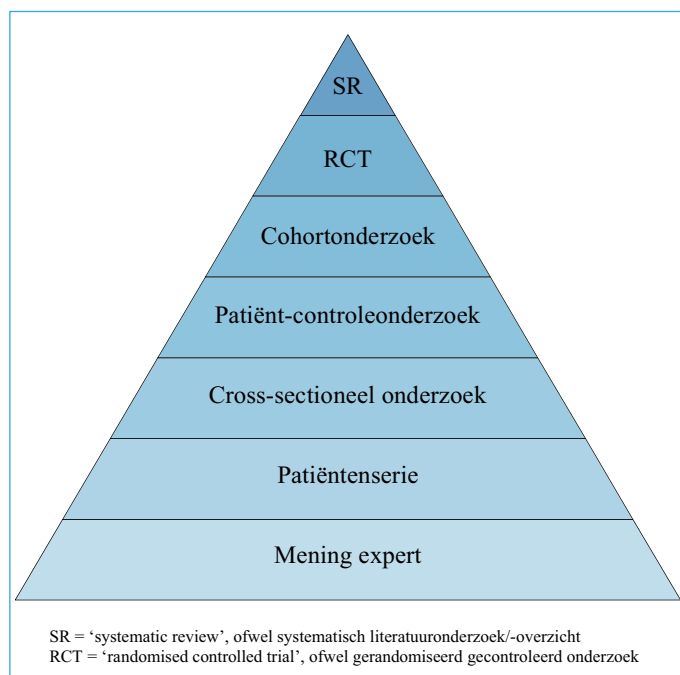 SR
RCT
Cohortonderzoek
Patiënt-controleonderzoek
Cross-sectioneel onderzoek
Patiëntenserie
Mening expert
SR = ‘systematic review’, ofwel systematisch literatuuronderzoek/-overzicht
RCT = ‘randomised controlled trial’, ofwel gerandomiseerd gecontroleerd onderzoek